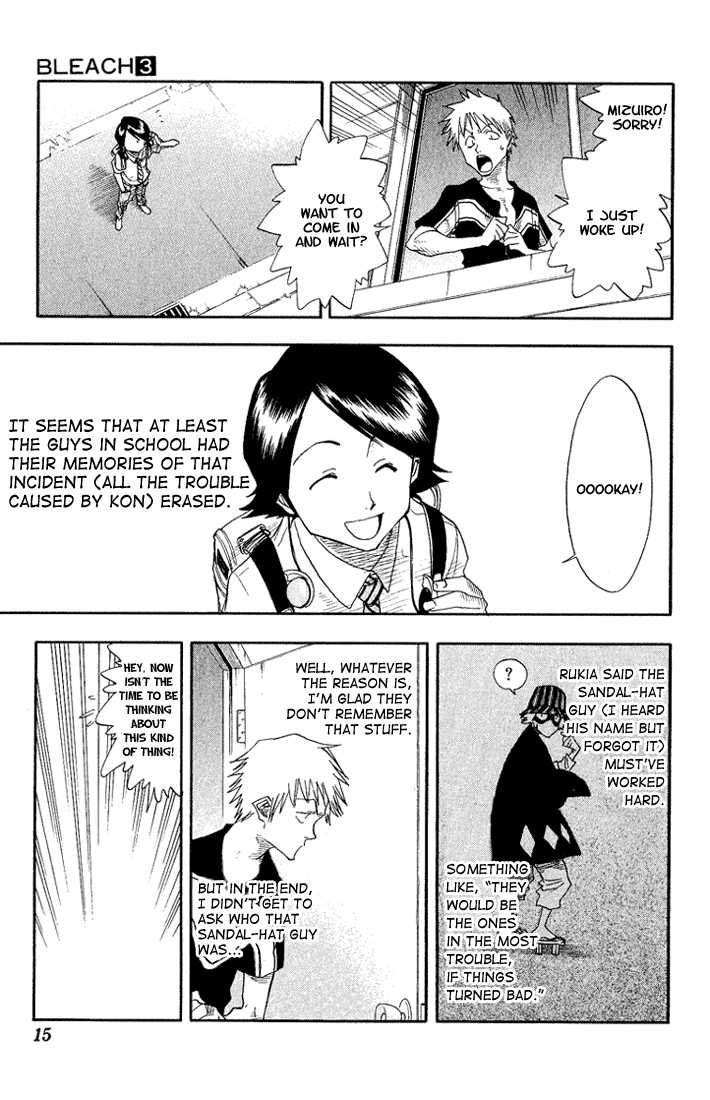 BLEACH 3
MIZUIRO!
SORRY!
I JUST
WOKE UP!
YOU
WANT TO
COME IN
AND WAIT?
OOOOKAY!
IT SEEMS THAT AT LEAST
THE GUYS IN SCHOOL HAD
THEIR MEMORIES OF THAT
INCIDENT (ALL THE TROUBLE
CAUSED BY KON) ERASED.
?
RUKIA SAID THE
SANDAL-HAT
GUY (I HEARD
HIS NAME BUT
FORGOT IT)
MUST'VE
WORKED
HARD.
SOMETHING
LIKE, "THEY
WOULD BE
THE ONES
IN THE MOST
TROUBLE,
IF THINGS
TURNED BAD."
WELL, WHATEVER
THE REASON IS,
I'M GLAD THEY
DON'T REMEMBER
THAT STUFF.
BUT IN THE END,
I DIDN'T GET TO
ASK WHO THAT
SANDAL-HAT GUY
WAS...
HEY, NOW
ISN'T THE
TIME TO BE
THINKING
ABOUT
THIS KIND
OF THING!
15